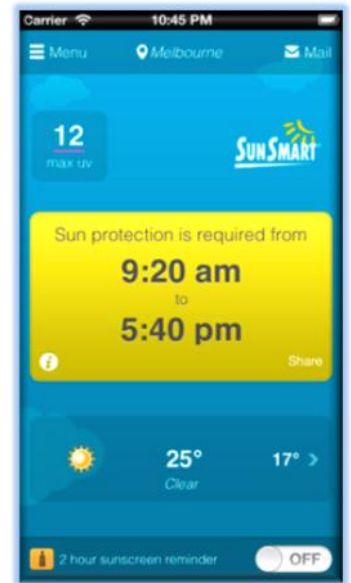 Carrier 10:45 PM
Menu Melbourne Mail
12
max uv
SUNSMART
Sun protection is required from
9:20 am
to
5:40 pm
i Share
25° 17° >
Clear
2 hour sunscreen reminder OFF